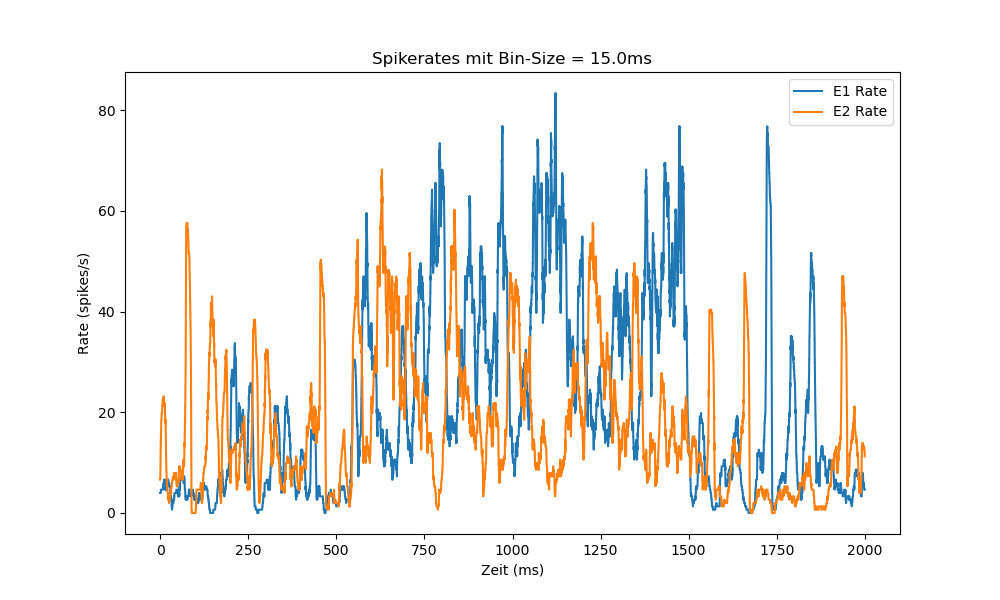 Spikerates mit Bin-Size = 15.0ms
E1 Rate
E2 Rate
Rate (spikes/s)
80
60
40
20
0
0 250 500 750 1000 1250 1500 1750 2000
Zeit (ms)